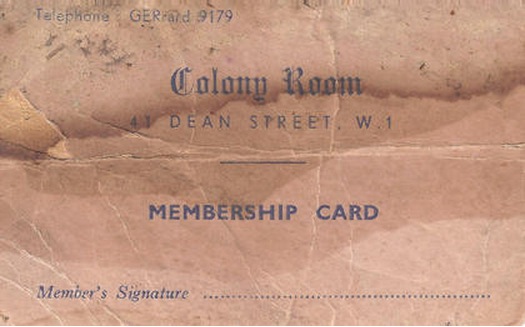 Telephone GERrard 9179
Colony Room
41 DEAN STREET, W.1
MEMBERSHIP CARD
Member's Signature ..........................................................